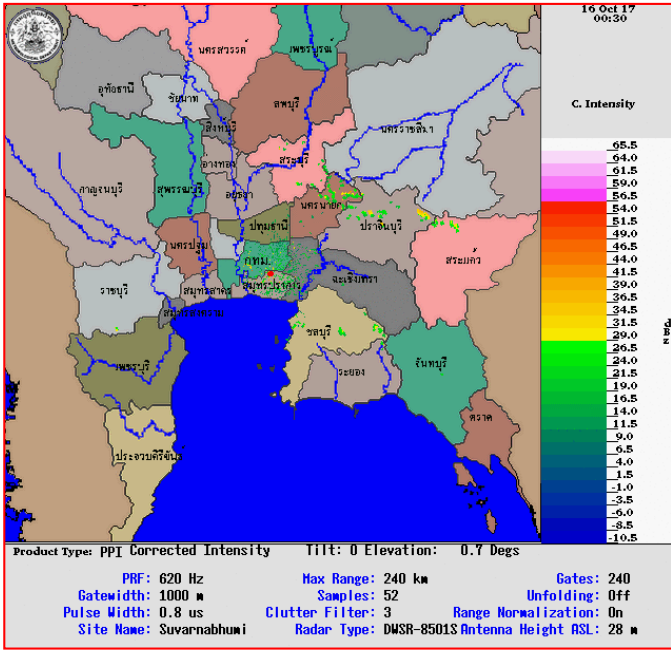 16 Oct 17
00:30
C. Intensity
65.5
64.0
61.5
59.0
56.5
54.0
51.5
49.0
46.5
44.0
41.5
39.0
36.5
34.0
31.5
29.0
26.5
24.0
21.5
19.0
16.5
14.0
11.5
9.0
6.5
4.0
1.5
-1.0
-3.5
-6.0
-8.5
-10.5
นครสวรรค์
เพชรบูรณ์
อุทัยธานี
ชัยนาท
ลพบุรี
สิงหบุรี
นครราชสีมา
อ่างทอง
สระบุรี
กาญจนบุรี
สุพรรณบุรี
อยุธยา
นครนายก
ปราจีนบุรี
ปทุมธานี
นครปฐม
กทม
สระแก้ว
ราชบุรี
สมุทรสาคร
สมุทรปราการ
ฉะเชิงเทรา
สมุทรสงคราม
ชลบุรี
เพชรบุรี
ระยอง
จันทบุรี
ตราด
ประจวบคีรีขันธ์
Product Type: PPI Corrected Intensity Tilt: 0 Elevation: 0.7 Degs
PRF: 620 Hz Max Range: 240 km Gates: 240
Gatewidth: 1000 m Samples: 52 Unfolding: Off
Pulse Width: 0.8 us Clutter Filter: 3 Range Normalization: On
Site Name: Suvarnabhumi Radar Type: DWSR-8501S Antenna Height ASL: 28 m